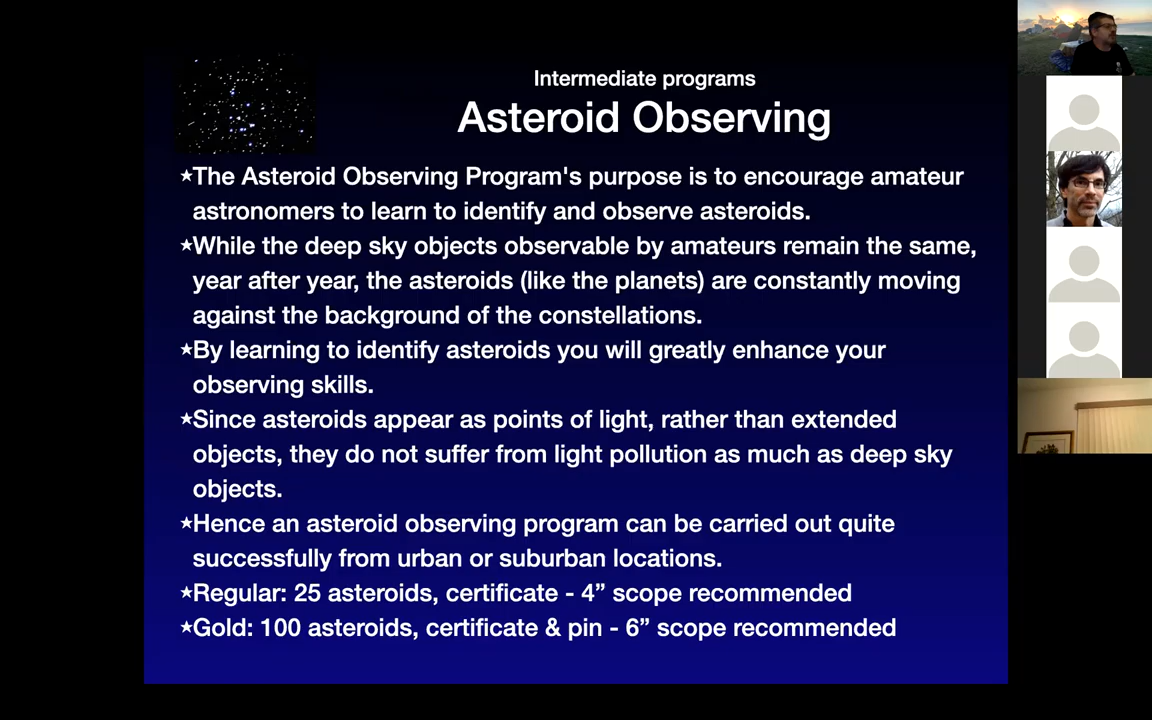 Intermediate programs
Asteroid Observing
★The Asteroid Observing Program's purpose is to encourage amateur
astronomers to learn to identify and observe asteroids.
★While the deep sky objects observable by amateurs remain the same,
year after year, the asteroids (like the planets) are constantly moving
against the background of the constellations.
★By learning to identify asteroids you will greatly enhance your
observing skills.
★Since asteroids appear as points of light, rather than extended
objects, they do not suffer from light pollution as much as deep sky
objects.
★Hence an asteroid observing program can be carried out quite
successfully from urban or suburban locations.
★Regular: 25 asteroids, certificate - 4” scope recommended
★Gold: 100 asteroids, certificate & pin - 6” scope recommended